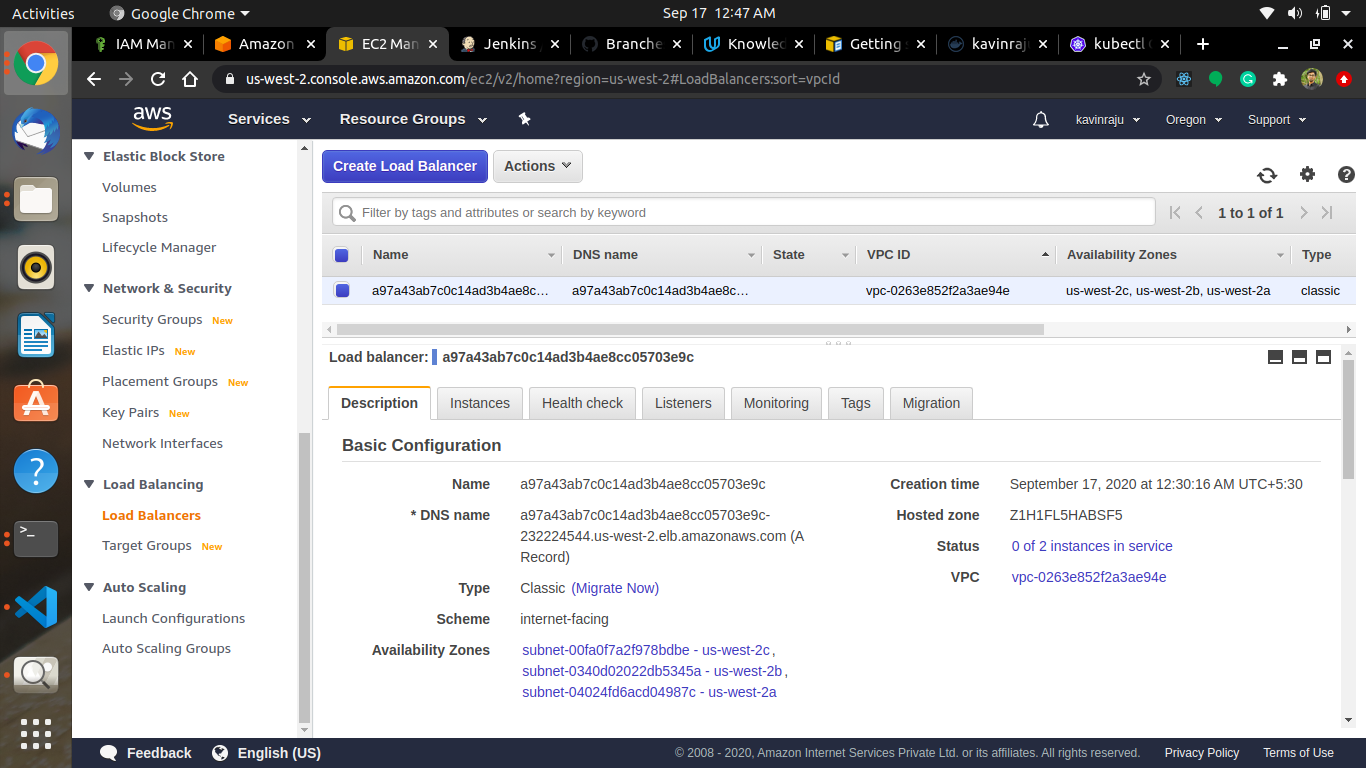 Activities Google Chrome Sep 17 12:47 AM
IAM Man Amazon EC2 Man Jenkins Branche Knowled Getting s kavinraju kubectl
us-west-2.console.aws.amazon.com/ec2/v2/home?region=us-west-2#LoadBalancers:sort=vpcId
aws Services Resource Groups kavinraju Oregon Support
Elastic Block Store
Volumes
Snapshots
Lifecycle Manager
Network & Security
Security Groups New
Elastic IPs New
Placement Groups New
Key Pairs New
Network Interfaces
Load Balancing
Load Balancers
Target Groups New
Auto Scaling
Launch Configurations
Auto Scaling Groups
Create Load Balancer Actions
Filter by tags and attributes or search by keyword 1 to 1 of 1
Name DNS name State VPC ID Availability Zones Type
a97a43ab7c0c14ad3b4ae8c… a97a43ab7c0c14ad3b4ae8c… vpc-0263e852f2a3ae94e us-west-2c, us-west-2b, us-west-2a classic
Load balancer: a97a43ab7c0c14ad3b4ae8cc05703e9c
Description Instances Health check Listeners Monitoring Tags Migration
Basic Configuration
Name a97a43ab7c0c14ad3b4ae8cc05703e9c
* DNS name a97a43ab7c0c14ad3b4ae8cc05703e9c-
232224544.us-west-2.elb.amazonaws.com (A
Record)
Type Classic (Migrate Now)
Scheme internet-facing
Availability Zones subnet-00fa0f7a2f978bdbe - us-west-2c,
subnet-0340d02022db5345a - us-west-2b,
subnet-04024fd6acd04987c - us-west-2a
Creation time September 17, 2020 at 12:30:16 AM UTC+5:30
Hosted zone Z1H1FL5HABSF5
Status 0 of 2 instances in service
VPC vpc-0263e852f2a3ae94e
Feedback English (US) © 2008 - 2020, Amazon Internet Services Private Ltd. or its affiliates. All rights reserved. Privacy Policy Terms of Use